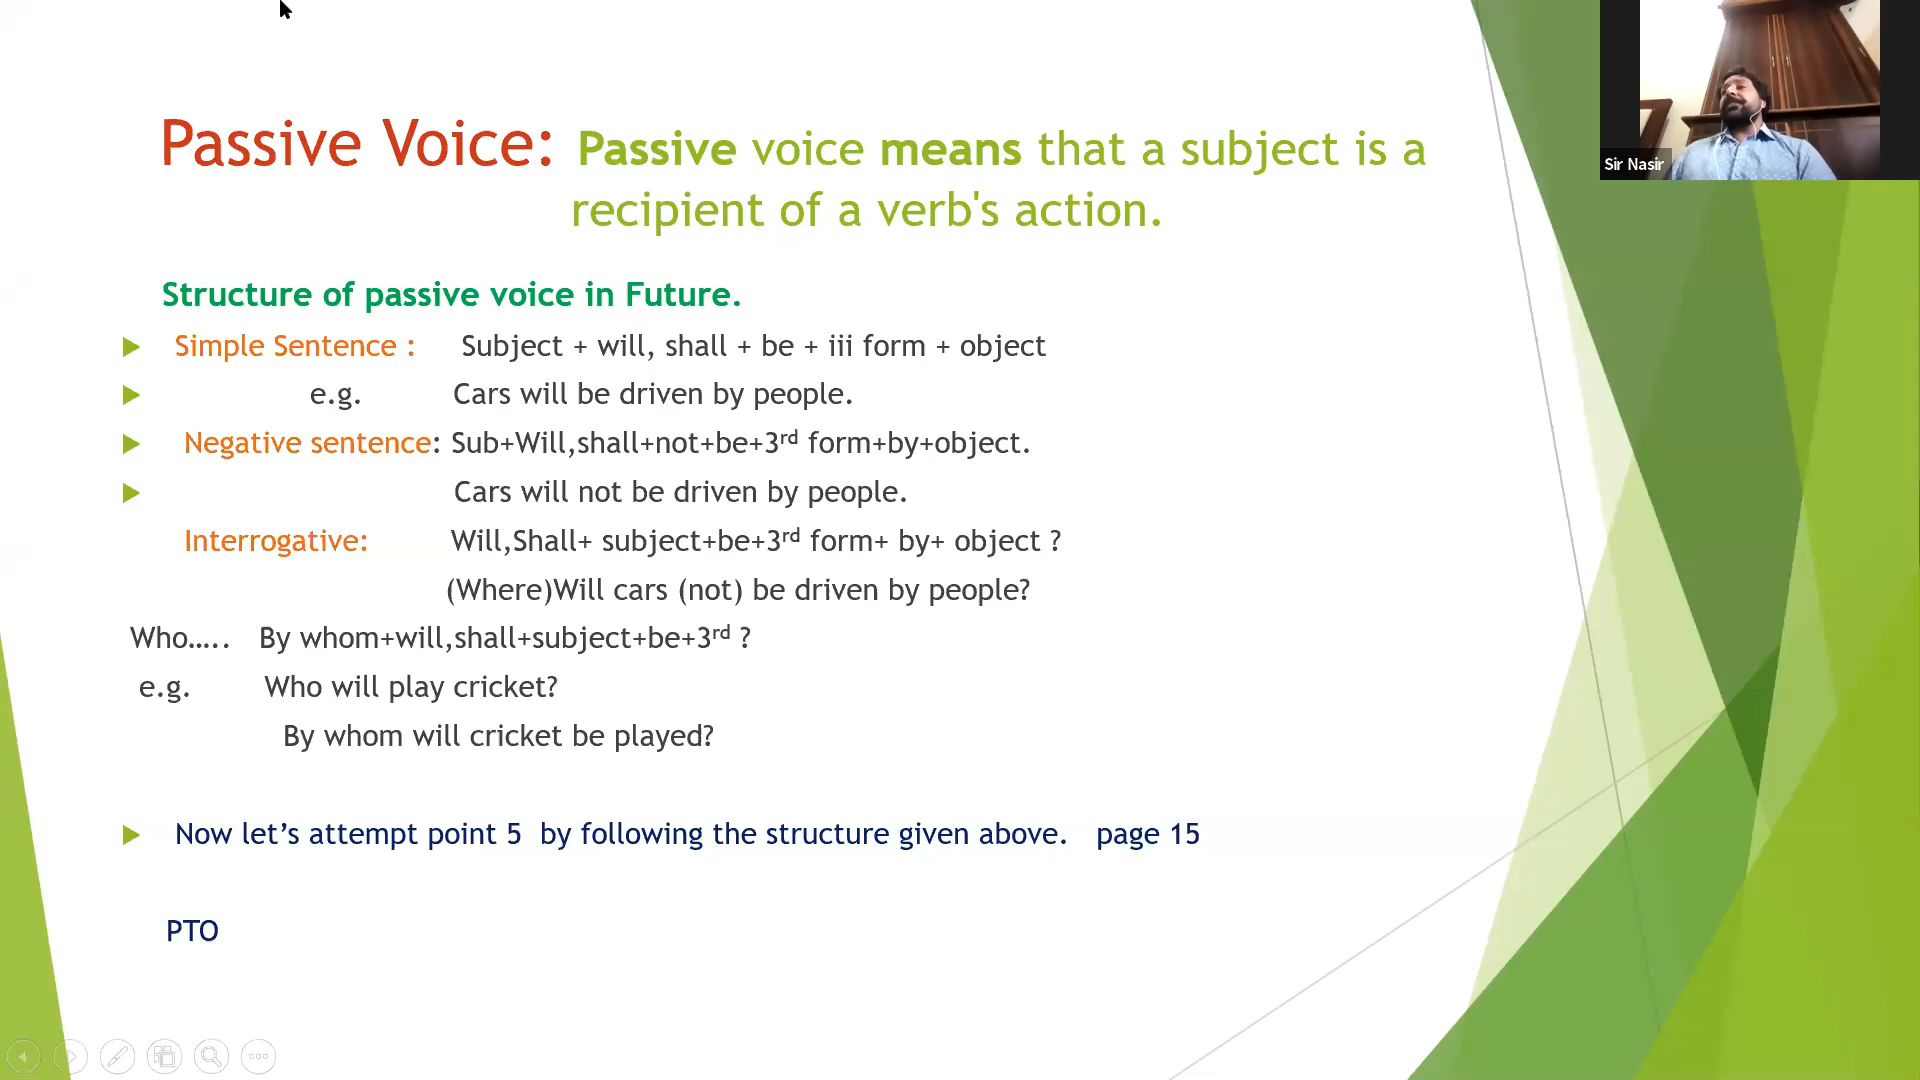 Passive Voice: Passive voice means that a subject is a
recipient of a verb's action.
Sir Nasir
Structure of passive voice in Future.
Simple Sentence : Subject + will, shall + be + iii form + object
e.g. Cars will be driven by people.
Negative sentence: Sub+Will,shall+not+be+3rd form+by+object.
Cars will not be driven by people.
Interrogative: Will,Shall+ subject+be+3rd form+ by+ object ?
(Where)Will cars (not) be driven by people?
Who….. By whom+will,shall+subject+be+3rd ?
e.g. Who will play cricket?
By whom will cricket be played?
Now let’s attempt point 5 by following the structure given above. page 15
PTO